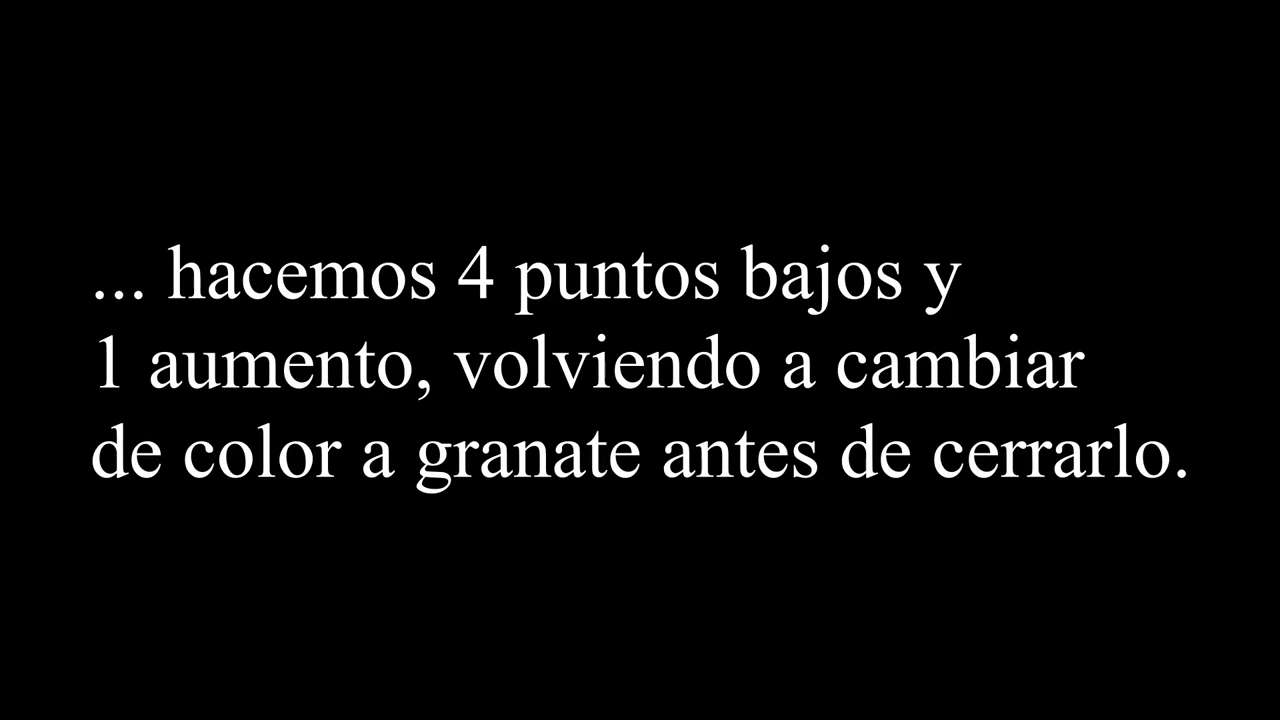 ... hacemos 4 puntos bajos y
1 aumento, volviendo a cambiar
de color a granate antes de cerrarlo.